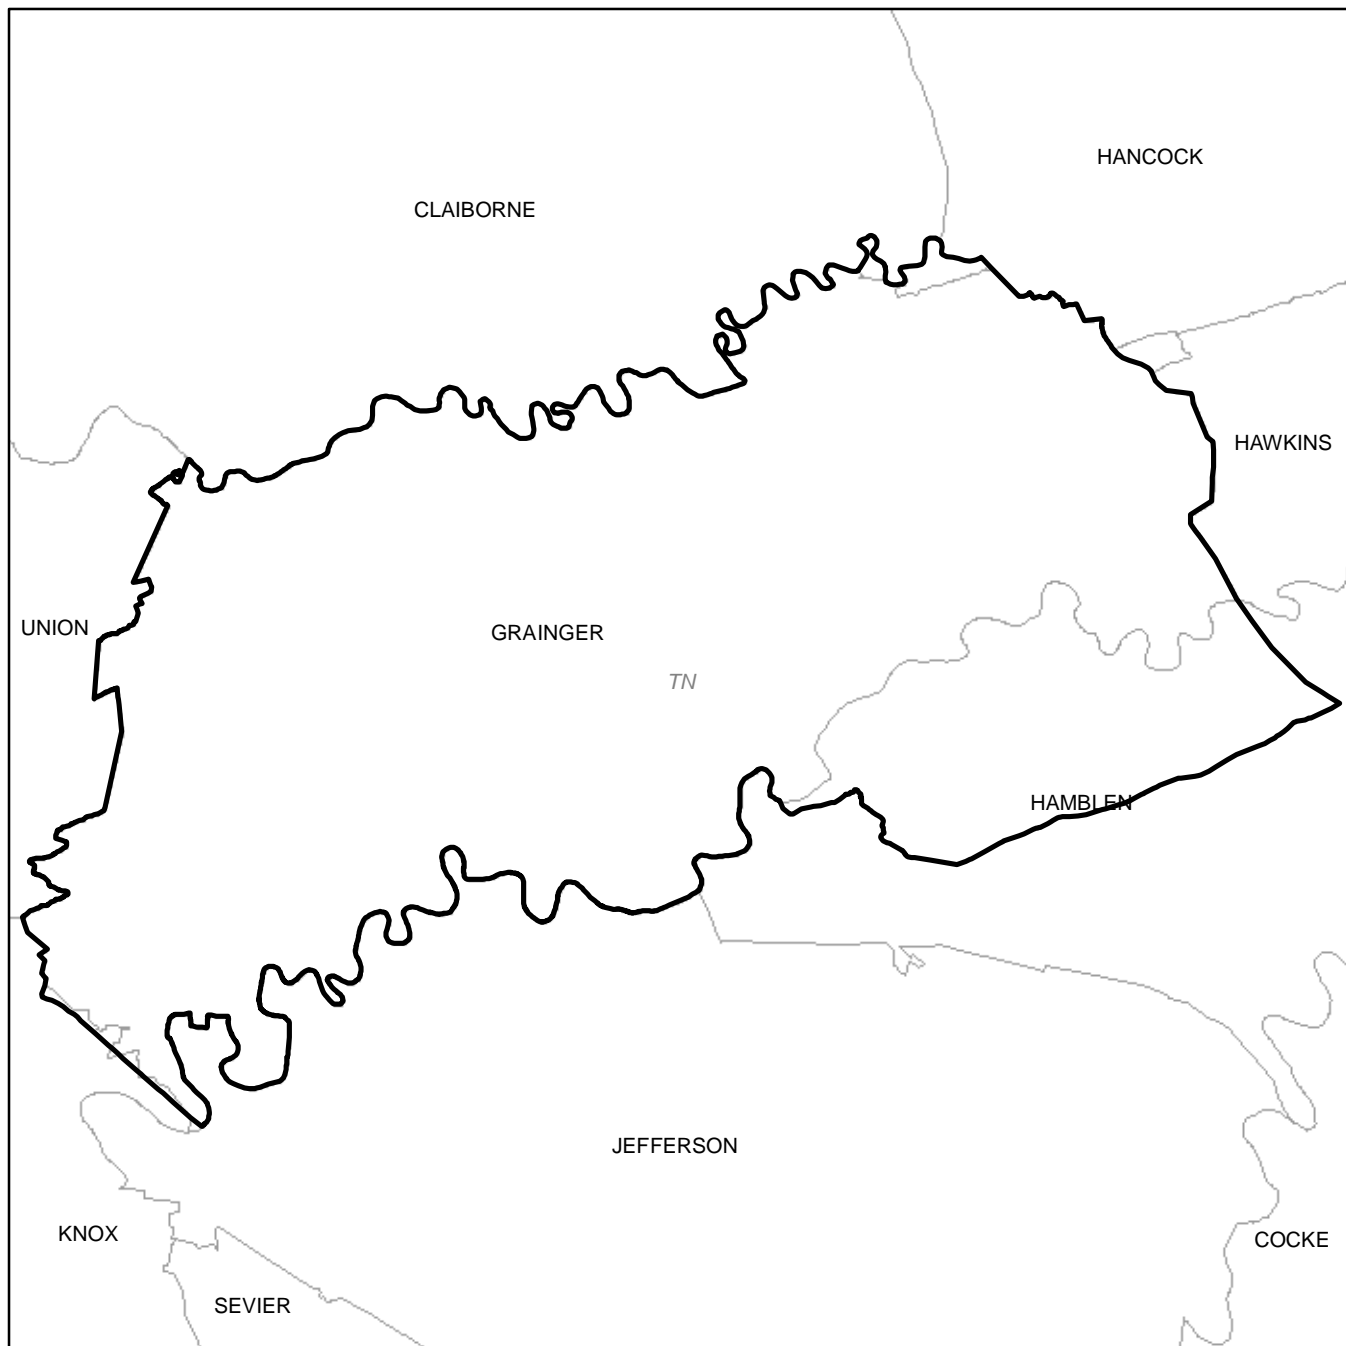 HANCOCK
CLAIBORNE
HAWKINS
UNION
GRAINGER
TN
HAMBLEN
JEFFERSON
KNOX
COCKE
SEVIER